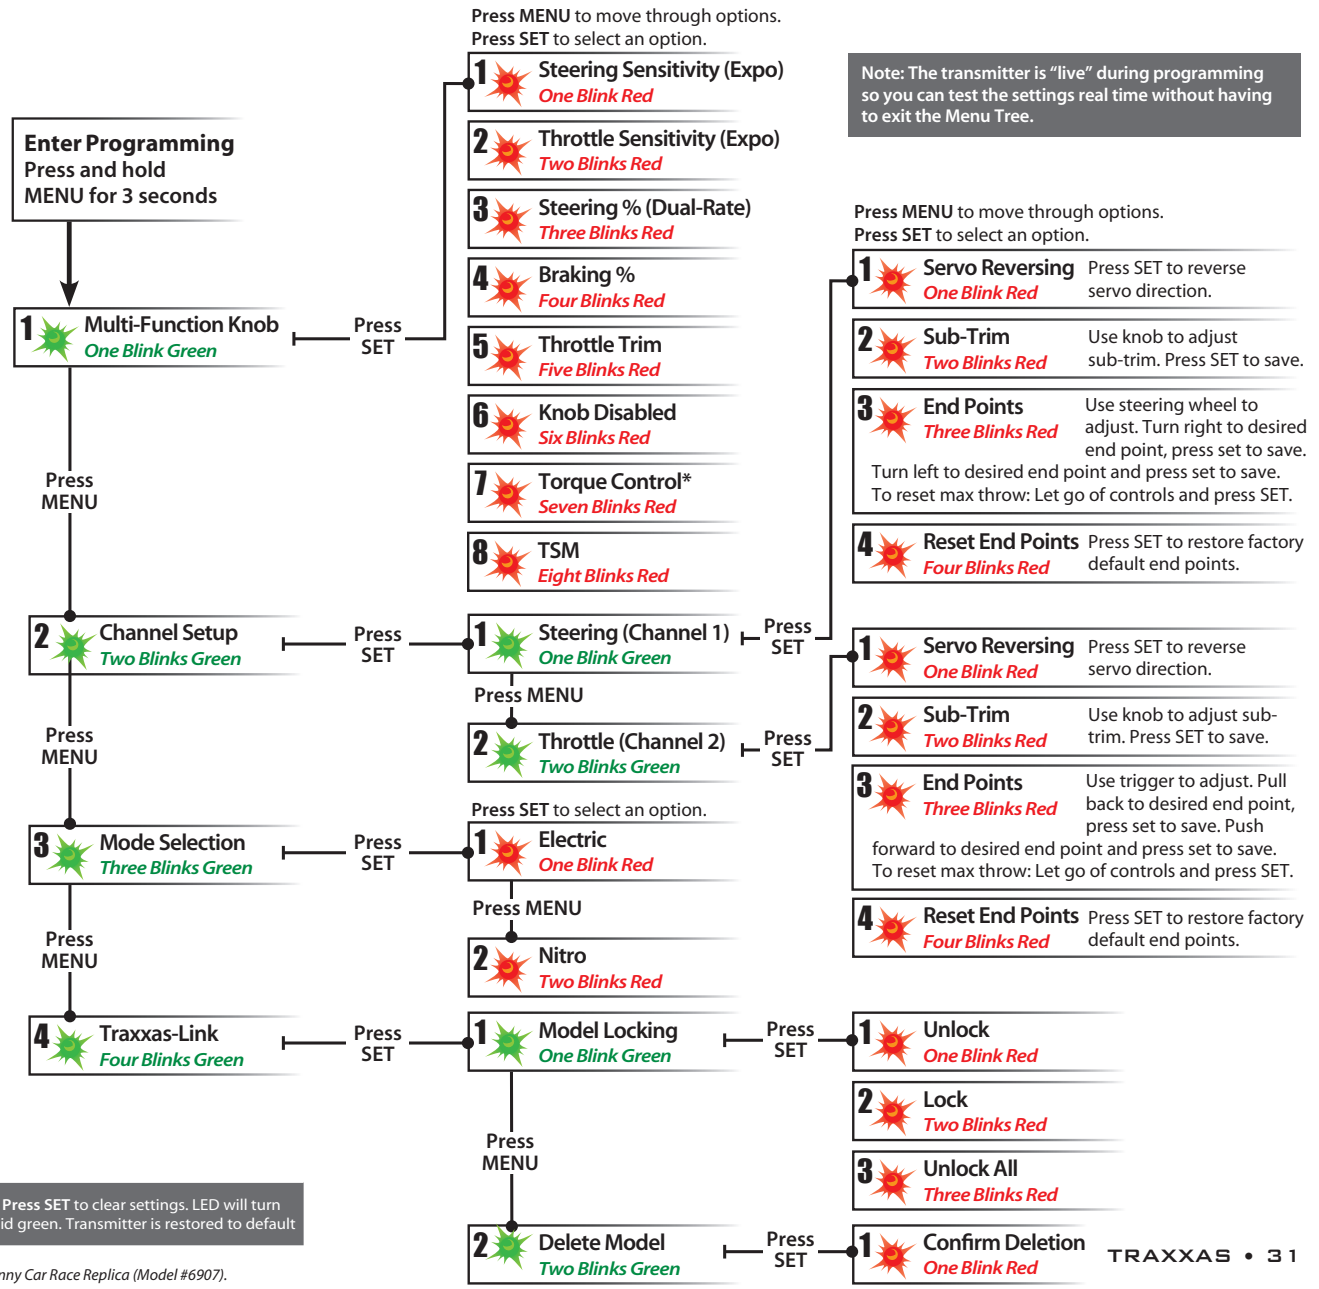 Press MENU to move through options.
Press SET to select an option.
1 Steering Sensitivity (Expo)
One Blink Red
2 Throttle Sensitivity (Expo)
Two Blinks Red
3 Steering % (Dual-Rate)
Three Blinks Red
4 Braking %
Four Blinks Red
5 Throttle Trim
Five Blinks Red
6 Knob Disabled
Six Blinks Red
7 Torque Control*
Seven Blinks Red
8 TSM
Eight Blinks Red
Note: The transmitter is “live” during programming
so you can test the settings real time without having
to exit the Menu Tree.
Enter Programming
Press and hold
MENU for 3 seconds
1 Multi-Function Knob
One Blink Green
Press
SET
Press
MENU
2 Channel Setup
Two Blinks Green
Press
SET
1 Steering (Channel 1)
One Blink Green
Press
SET
Press MENU
2 Throttle (Channel 2)
Two Blinks Green
Press
SET
Press MENU to move through options.
Press SET to select an option.
1 Servo Reversing
One Blink Red
Press SET to reverse
servo direction.
2 Sub-Trim
Two Blinks Red
Use knob to adjust
sub-trim. Press SET to save.
3 End Points
Three Blinks Red
Use steering wheel to
adjust. Turn right to desired
end point, press set to save.
Turn left to desired end point and press set to save.
To reset max throw: Let go of controls and press SET.
4 Reset End Points
Four Blinks Red
Press SET to restore factory
default end points.
1 Servo Reversing
One Blink Red
Press SET to reverse
servo direction.
2 Sub-Trim
Two Blinks Red
Use knob to adjust sub-
trim. Press SET to save.
3 End Points
Three Blinks Red
Use trigger to adjust. Pull
back to desired end point,
press set to save. Push
forward to desired end point and press set to save.
To reset max throw: Let go of controls and press SET.
4 Reset End Points
Four Blinks Red
Press SET to restore factory
default end points.
Press
MENU
3 Mode Selection
Three Blinks Green
Press
SET
Press SET to select an option.
1 Electric
One Blink Red
Press MENU
2 Nitro
Two Blinks Red
Press
MENU
4 Traxxas-Link
Four Blinks Green
Press
SET
1 Model Locking
One Blink Green
Press
SET
1 Unlock
One Blink Red
2 Lock
Two Blinks Red
3 Unlock All
Three Blinks Red
Press
MENU
2 Delete Model
Two Blinks Green
Press
SET
1 Confirm Deletion
One Blink Red
Press SET to clear settings. LED will turn
id green. Transmitter is restored to default
nny Car Race Replica (Model #6907).
TRAXXAS • 31